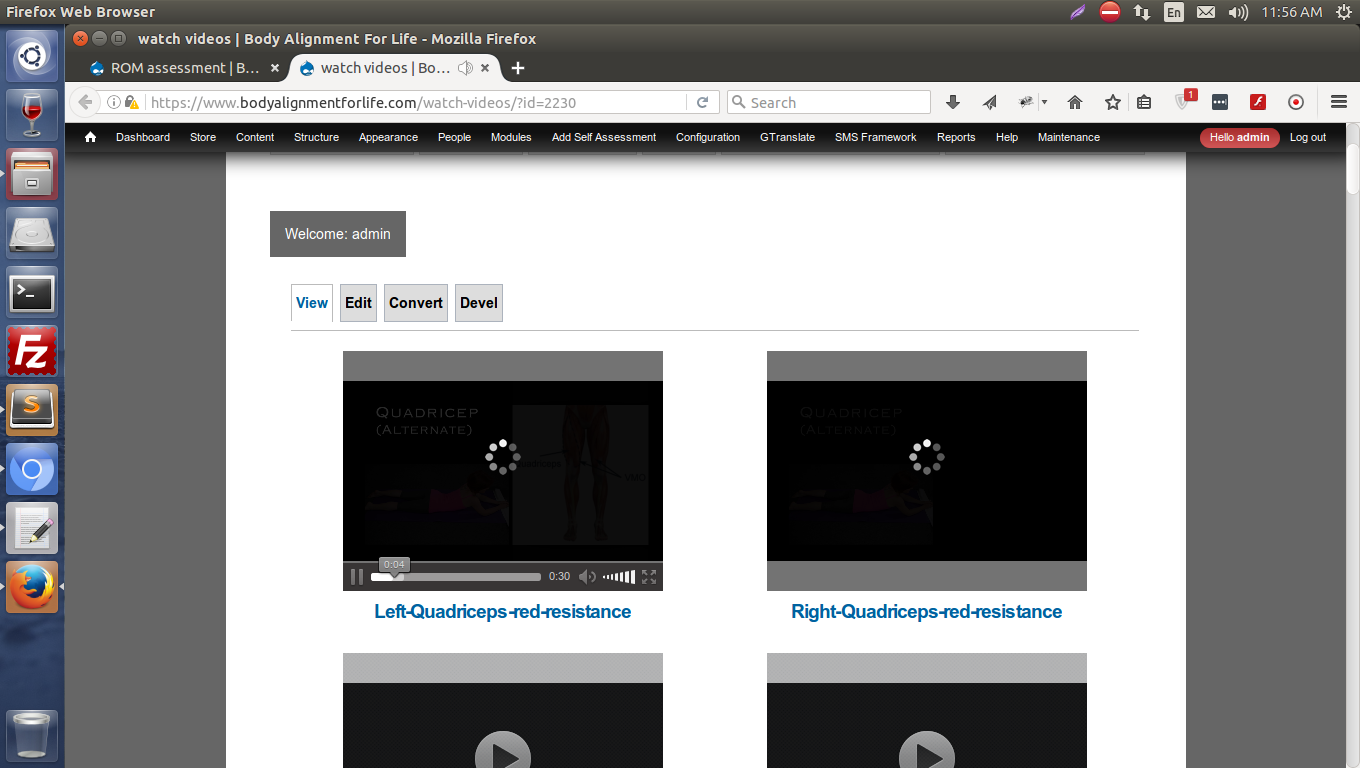 Firefox Web Browser
En
11:56 AM
watch videos | Body Alignment For Life - Mozilla Firefox
ROM assessment | B...
watch videos | Bo...
https://www.bodyalignmentforlife.com/watch-videos/?id=2230
Search
1
Dashboard Store Content Structure Appearance People Modules Add Self Assessment Configuration GTranslate SMS Framework Reports Help Maintenance Hello admin Log out
Welcome: admin
View Edit Convert Devel
Quadricep
(Alternate)
Quadricep
(Alternate)
VMO
0:04
0:30
Left-Quadriceps-red-resistance
Right-Quadriceps-red-resistance
Fz
S